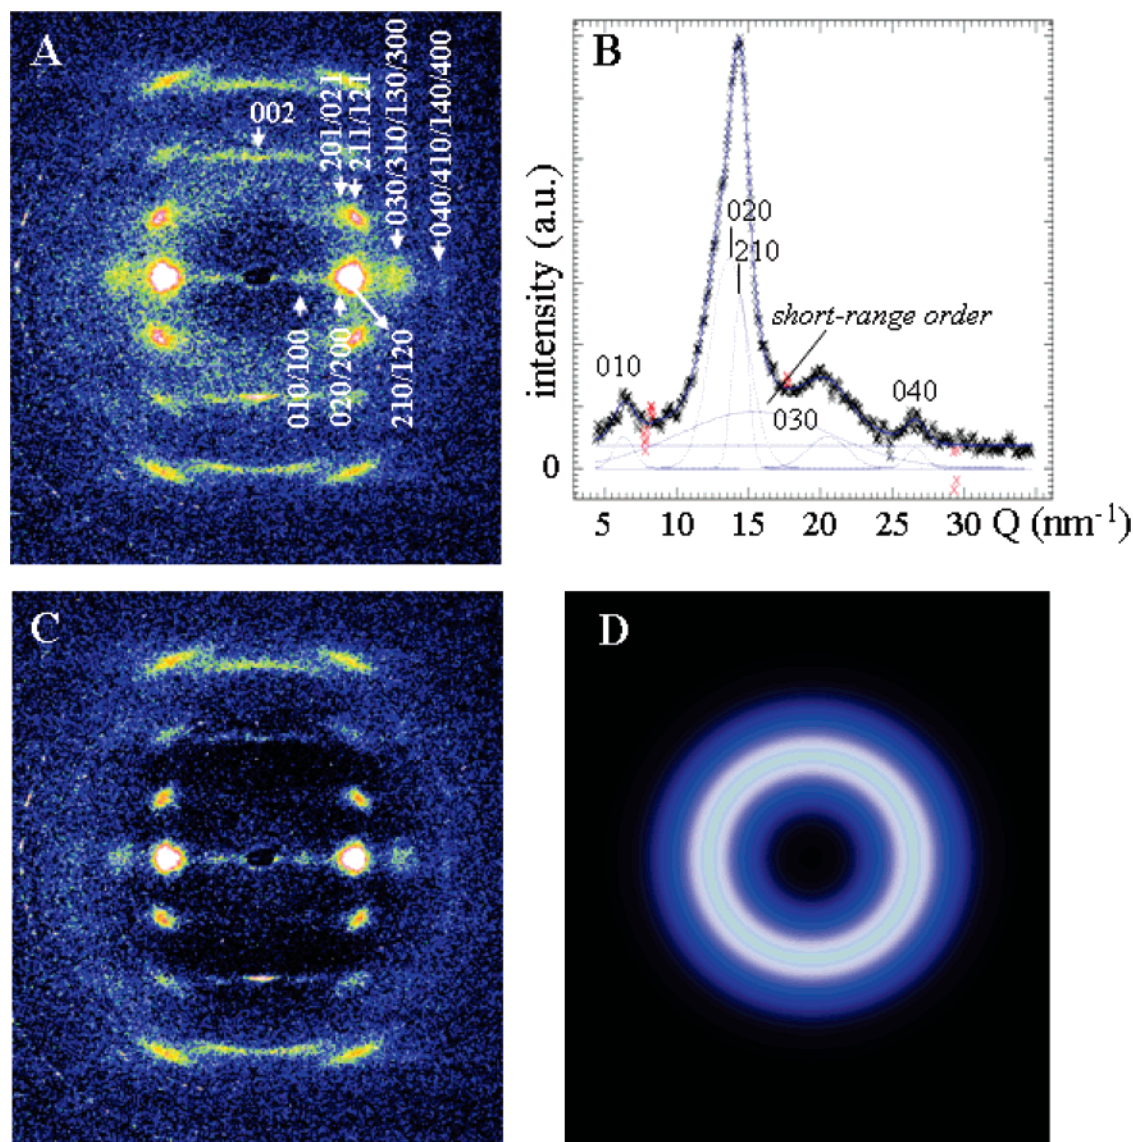 A
002
201/021
211/121
030/310/130/300
040/410/140/400
010/100
020/200
210/120
B
intensity (a.u.)
020
210
short-range order
010
030
040
0
5 10 15 20 25 30 Q (nm⁻¹)
C
D